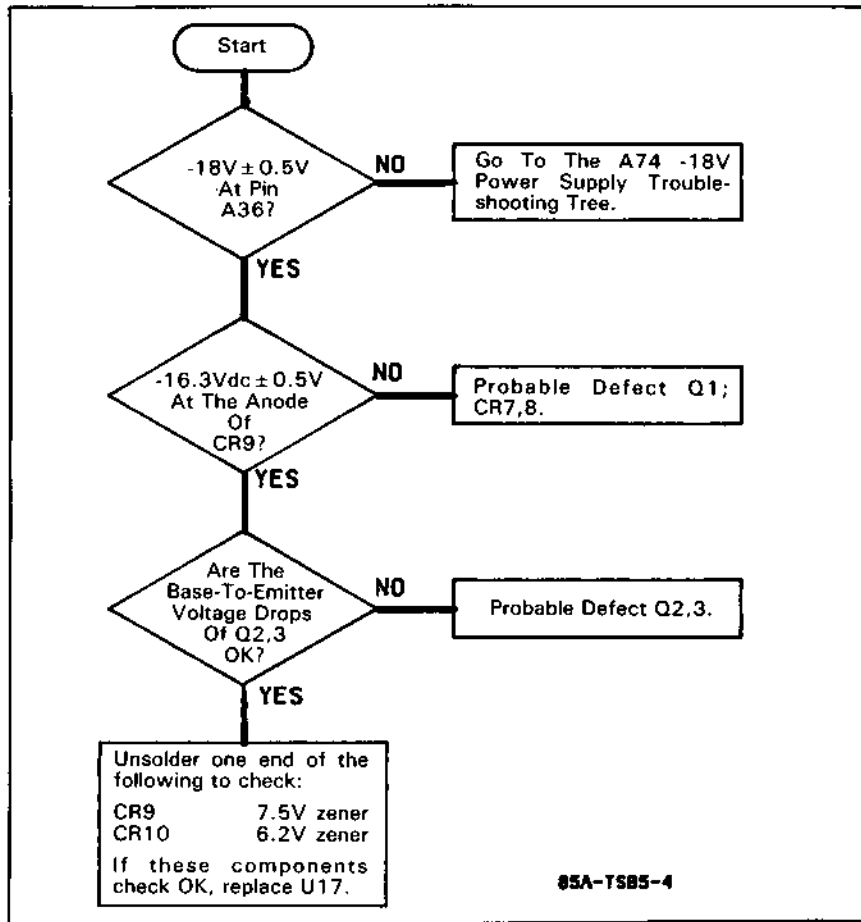 Start
-18V ± 0.5V
At Pin
A36?
NO
Go To The A74 -18V
Power Supply Trouble-
shooting Tree.
YES
-16.3Vdc ± 0.5V
At The Anode
Of
CR9?
NO
Probable Defect Q1;
CR7,8.
YES
Are The
Base-To-Emitter
Voltage Drops
Of Q2,3
OK?
NO
Probable Defect Q2,3.
YES
Unsolder one end of the
following to check:
CR9 7.5V zener
CR10 6.2V zener
If these components
check OK, replace U17.
85A-TSB5-4